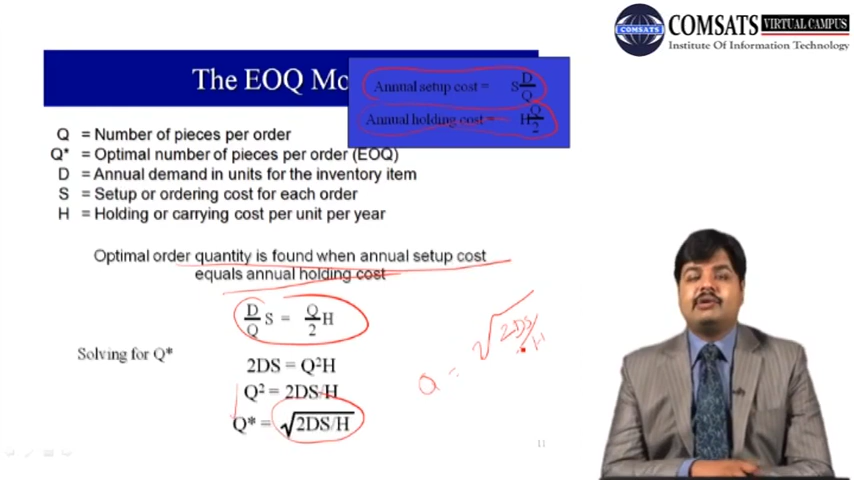 COMSATS VIRTUAL CAMPUS
Institute Of Information Technology
The EOQ Mo
Annual setup cost = S D/Q
Annual holding cost = H Q/2
Q = Number of pieces per order
Q* = Optimal number of pieces per order (EOQ)
D = Annual demand in units for the inventory item
S = Setup or ordering cost for each order
H = Holding or carrying cost per unit per year
Optimal order quantity is found when annual setup cost
equals annual holding cost
D/Q S = Q/2 H
Solving for Q*
2DS = Q²H
Q² = 2DS/H
Q* = √2DS/H
Q = √2DS/H
11